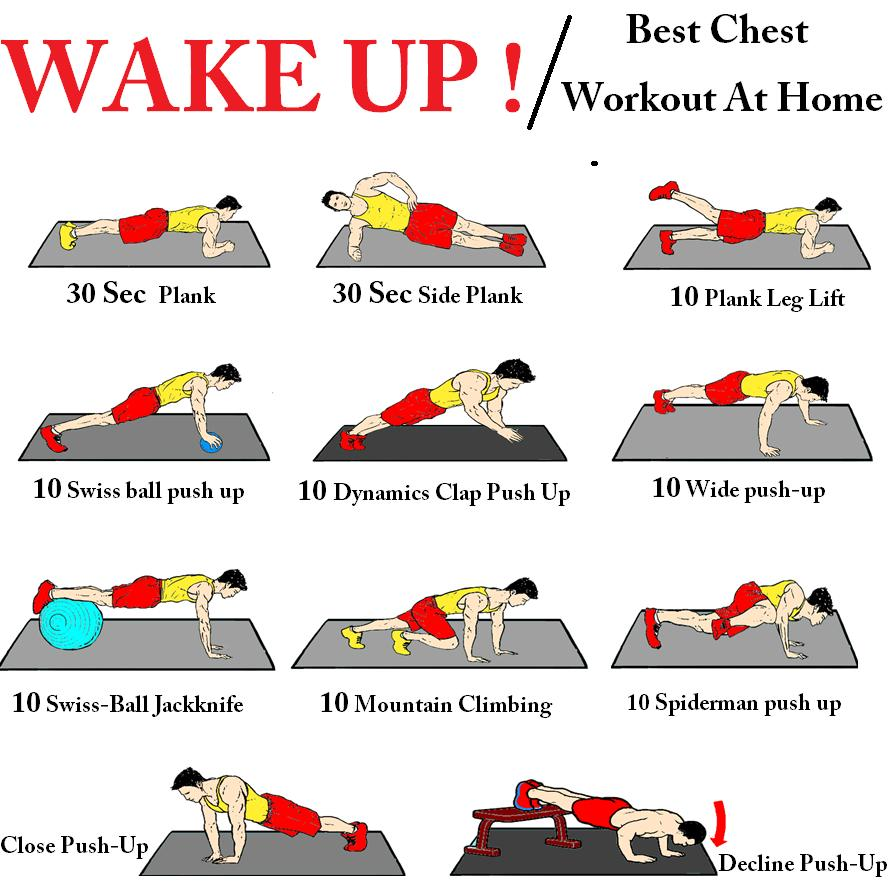 WAKE UP ! / Best Chest
Workout At Home
.
30 Sec Plank
30 Sec Side Plank
10 Plank Leg Lift
10 Swiss ball push up
10 Dynamics Clap Push Up
10 Wide push-up
10 Swiss-Ball Jackknife
10 Mountain Climbing
10 Spiderman push up
Close Push-Up
Decline Push-Up